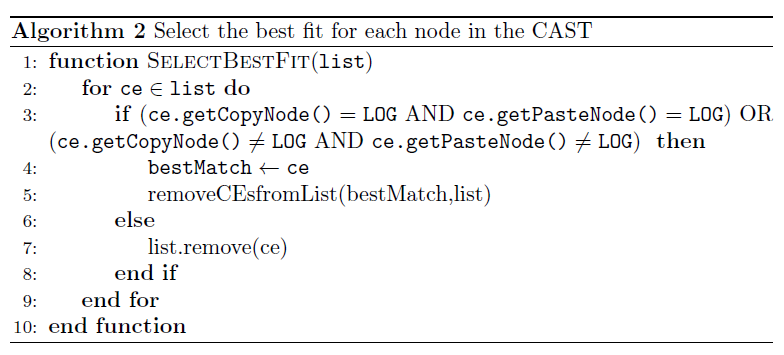 Algorithm 2 Select the best fit for each node in the CAST
1: function SELECTBESTFIT(list)
2: for ce ∈ list do
3: if (ce.getCopyNode() = LOG AND ce.getPasteNode() = LOG) OR
(ce.getCopyNode() ≠ LOG AND ce.getPasteNode() ≠ LOG) then
4: bestMatch ← ce
5: removeCEsfromList(bestMatch,list)
6: else
7: list.remove(ce)
8: end if
9: end for
10: end function